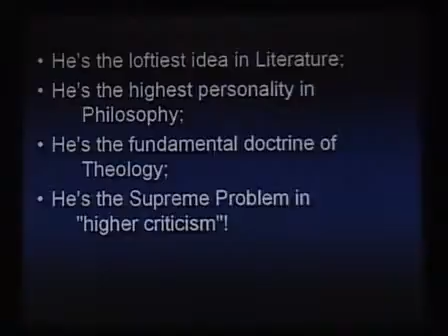 • He's the loftiest idea in Literature;
• He's the highest personality in
Philosophy;
• He's the fundamental doctrine of
Theology;
• He's the Supreme Problem in
"higher criticism"!